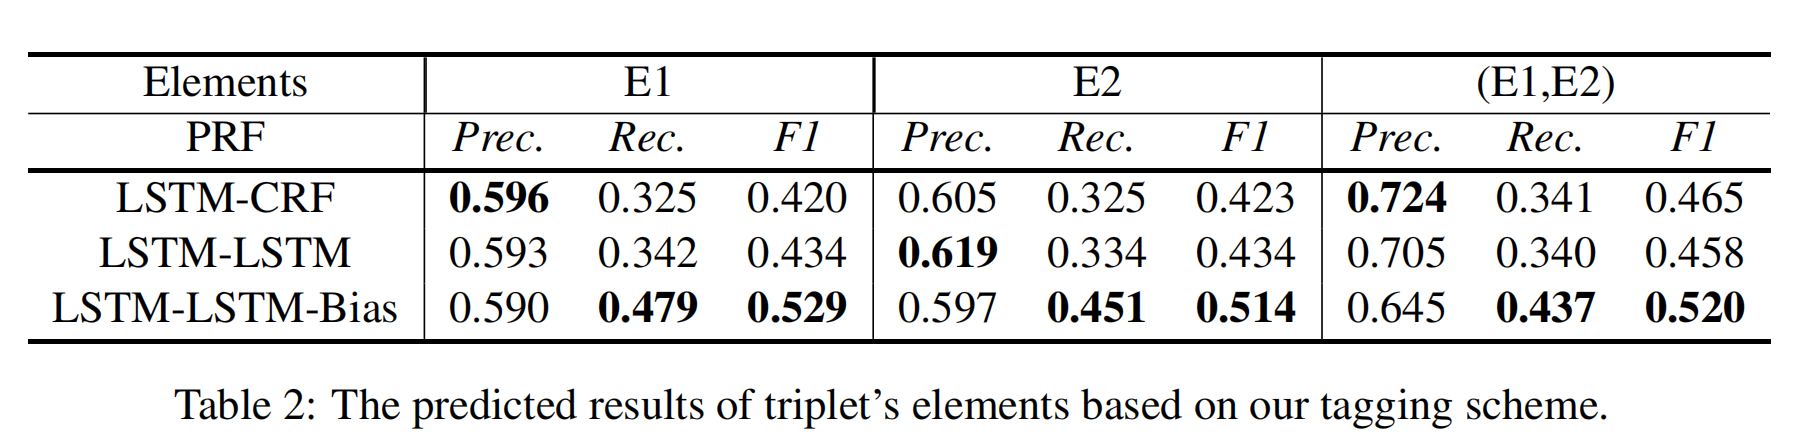 Elements E1 E2 (E1,E2)
PRF Prec. Rec. F1 Prec. Rec. F1 Prec. Rec. F1
LSTM-CRF 0.596 0.325 0.420 0.605 0.325 0.423 0.724 0.341 0.465
LSTM-LSTM 0.593 0.342 0.434 0.619 0.334 0.434 0.705 0.340 0.458
LSTM-LSTM-Bias 0.590 0.479 0.529 0.597 0.451 0.514 0.645 0.437 0.520
Table 2: The predicted results of triplet’s elements based on our tagging scheme.